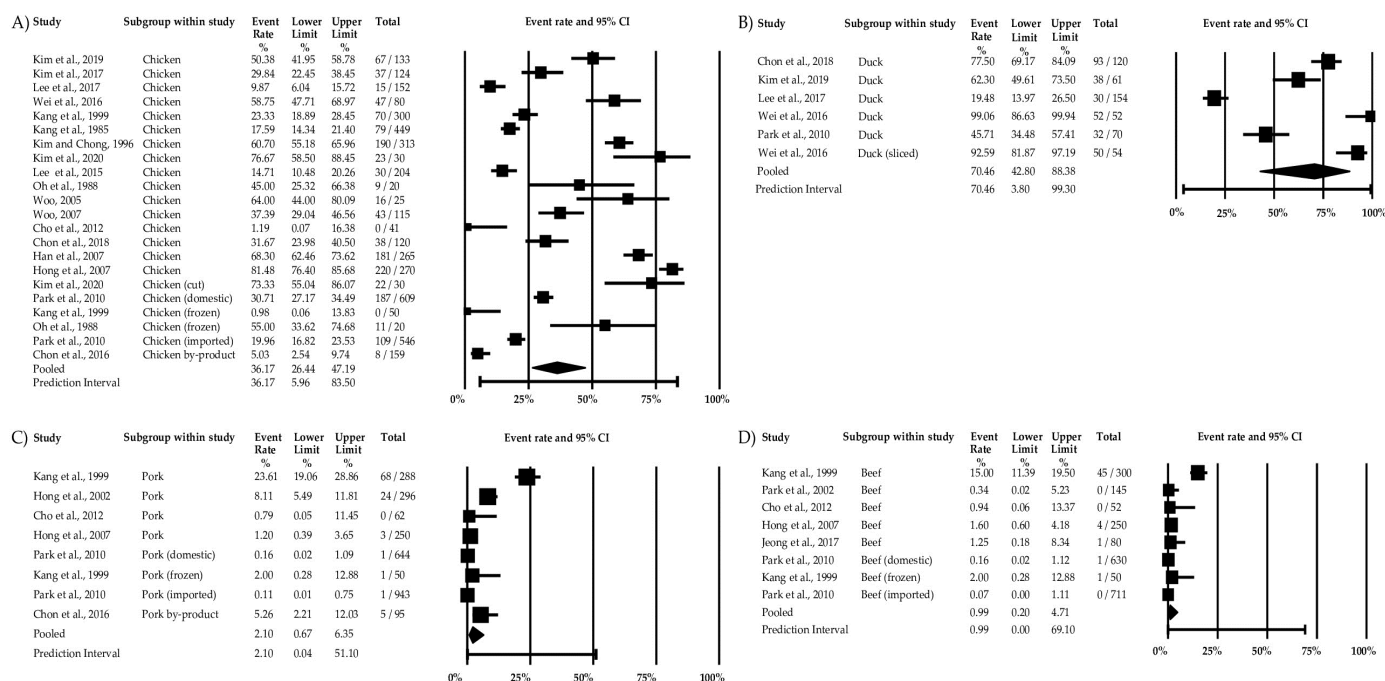 A) Study Subgroup within study Event Rate % Lower Limit % Upper Limit % Total Event rate and 95% CI
Kim et al., 2019 Chicken 50.38 41.95 58.78 67 / 133
Kim et al., 2017 Chicken 29.84 22.45 38.45 37 / 124
Lee et al., 2017 Chicken 9.87 6.04 15.72 15 / 152
Wei et al., 2016 Chicken 58.75 47.71 68.97 47 / 80
Kang et al., 1999 Chicken 23.33 18.89 28.45 70 / 300
Kang et al., 1985 Chicken 17.59 14.34 21.40 79 / 449
Kim and Chong, 1996 Chicken 60.70 55.18 65.96 190 / 313
Kim et al., 2020 Chicken 76.67 58.50 88.45 23 / 30
Lee et al., 2015 Chicken 14.71 10.48 20.26 30 / 204
Oh et al., 1988 Chicken 45.00 25.32 66.38 9 / 20
Woo, 2005 Chicken 64.00 44.00 80.09 16 / 25
Woo, 2007 Chicken 37.39 29.04 46.56 43 / 115
Cho et al., 2012 Chicken 1.19 0.07 16.38 0 / 41
Chon et al., 2018 Chicken 31.67 23.98 40.50 38 / 120
Han et al., 2007 Chicken 68.30 62.46 73.62 181 / 265
Hong et al., 2007 Chicken 81.48 76.40 85.68 220 / 270
Kim et al., 2020 Chicken (cut) 73.33 55.04 86.07 22 / 30
Park et al., 2010 Chicken (domestic) 30.71 27.17 34.49 187 / 609
Kang et al., 1999 Chicken (frozen) 0.98 0.06 13.83 0 / 50
Oh et al., 1988 Chicken (frozen) 55.00 33.62 74.68 11 / 20
Park et al., 2010 Chicken (imported) 19.96 16.82 23.53 109 / 546
Chon et al., 2016 Chicken by-product 5.03 2.54 9.74 8 / 159
Pooled 36.17 26.44 47.19
Prediction Interval 36.17 5.96 83.50
0% 25% 50% 75% 100%
B) Study Subgroup within study Event Rate % Lower Limit % Upper Limit % Total Event rate and 95% CI
Chon et al., 2018 Duck 77.50 69.17 84.09 93 / 120
Kim et al., 2019 Duck 62.30 49.61 73.50 38 / 61
Lee et al., 2017 Duck 19.48 13.97 26.50 30 / 154
Wei et al., 2016 Duck 99.06 86.63 99.94 52 / 52
Park et al., 2010 Duck 45.71 34.48 57.41 32 / 70
Wei et al., 2016 Duck (sliced) 92.59 81.87 97.19 50 / 54
Pooled 70.46 42.80 88.38
Prediction Interval 70.46 3.80 99.30
0% 25% 50% 75% 100%
C) Study Subgroup within study Event Rate % Lower Limit % Upper Limit % Total Event rate and 95% CI
Kang et al., 1999 Pork 23.61 19.06 28.86 68 / 288
Hong et al., 2002 Pork 8.11 5.49 11.81 24 / 296
Cho et al., 2012 Pork 0.79 0.05 11.45 0 / 62
Hong et al., 2007 Pork 1.20 0.39 3.65 3 / 250
Park et al., 2010 Pork (domestic) 0.16 0.02 1.09 1 / 644
Kang et al., 1999 Pork (frozen) 2.00 0.28 12.88 1 / 50
Park et al., 2010 Pork (imported) 0.11 0.01 0.75 1 / 943
Chon et al., 2016 Pork by-product 5.26 2.21 12.03 5 / 95
Pooled 2.10 0.67 6.35
Prediction Interval 2.10 0.04 51.10
0% 25% 50% 75% 100%
D) Study Subgroup within study Event Rate % Lower Limit % Upper Limit % Total Event rate and 95% CI
Kang et al., 1999 Beef 15.00 11.39 19.50 45 / 300
Park et al., 2002 Beef 0.34 0.02 5.23 0 / 145
Cho et al., 2012 Beef 0.94 0.06 13.37 0 / 52
Hong et al., 2007 Beef 1.60 0.60 4.18 4 / 250
Jeong et al., 2017 Beef 1.25 0.18 8.34 1 / 80
Park et al., 2010 Beef (domestic) 0.16 0.02 1.12 1 / 630
Kang et al., 1999 Beef (frozen) 2.00 0.28 12.88 1 / 50
Park et al., 2010 Beef (imported) 0.07 0.00 1.11 0 / 711
Pooled 0.99 0.20 4.71
Prediction Interval 0.99 0.00 69.10
0% 25% 50% 75% 100%